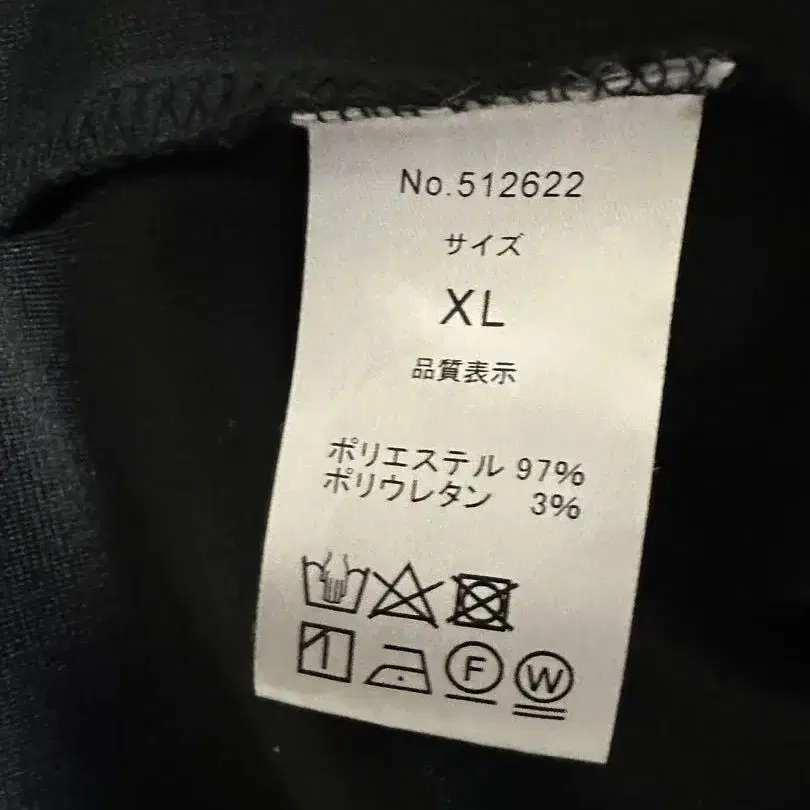 No.512622
サイズ
XL
品質表示
ポリエステル 97%
ポリウレタン 3%
F W